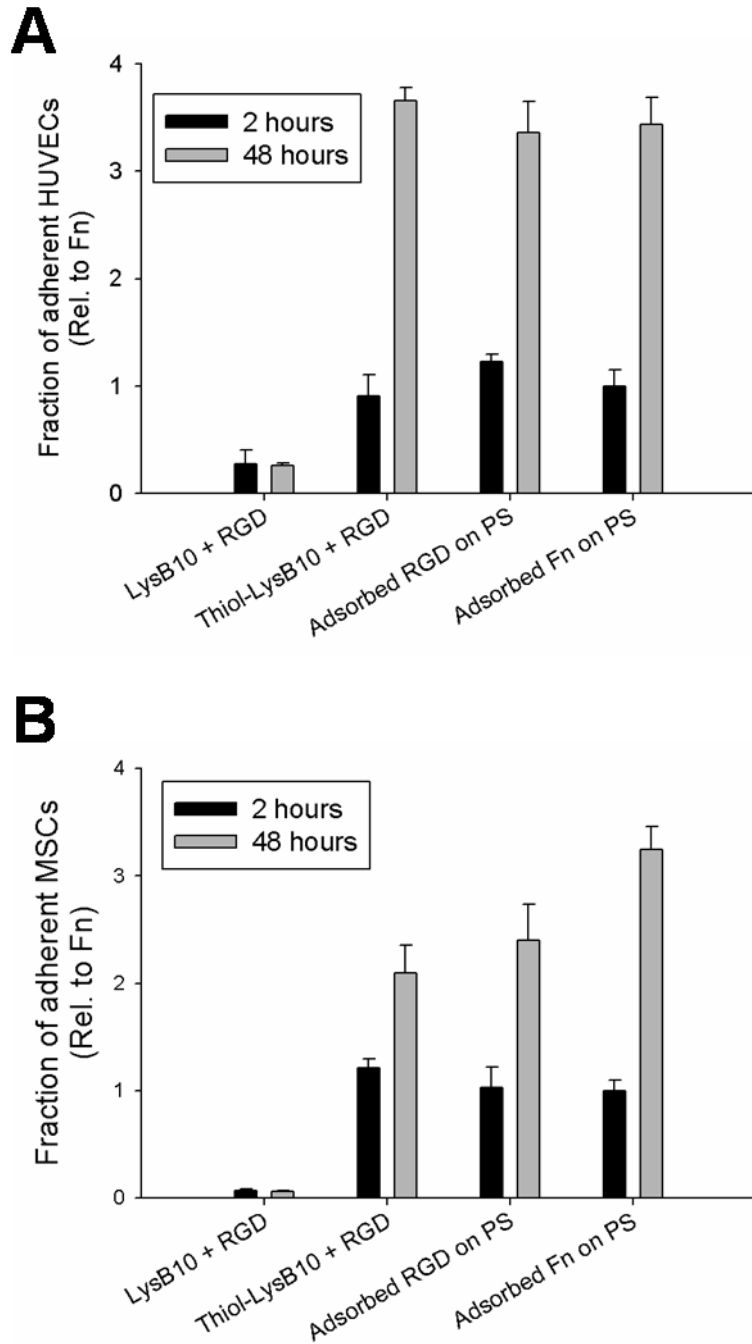 A
Fraction of adherent HUVECs
(Rel. to Fn)
4
3
2
1
0
2 hours
48 hours
LysB10 + RGD
Thiol-LysB10 + RGD
Adsorbed RGD on PS
Adsorbed Fn on PS
B
Fraction of adherent MSCs
(Rel. to Fn)
4
3
2
1
0
2 hours
48 hours
LysB10 + RGD
Thiol-LysB10 + RGD
Adsorbed RGD on PS
Adsorbed Fn on PS